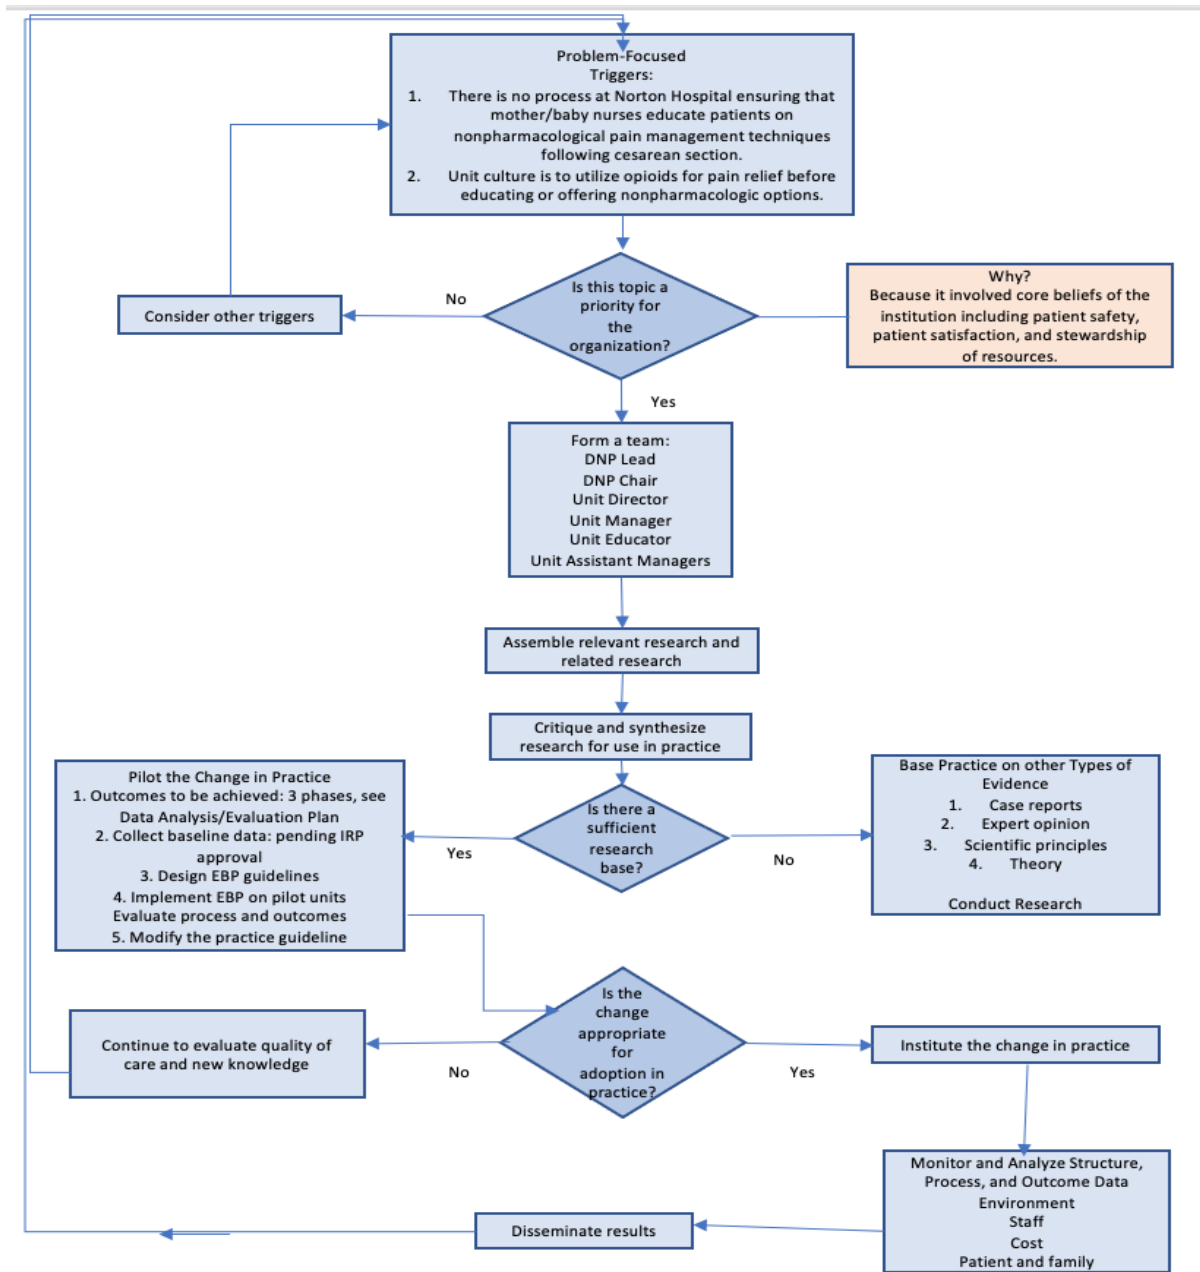 Problem-Focused
Triggers:
1. There is no process at Norton Hospital ensuring that
mother/baby nurses educate patients on
nonpharmacological pain management techniques
following cesarean section.
2. Unit culture is to utilize opioids for pain relief before
educating or offering nonpharmacologic options.
Is this topic a
priority for
the
organization?
No
Consider other triggers
Why?
Because it involved core beliefs of the
institution including patient safety,
patient satisfaction, and stewardship
of resources.
Yes
Form a team:
DNP Lead
DNP Chair
Unit Director
Unit Manager
Unit Educator
Unit Assistant Managers
Assemble relevant research and
related research
Critique and synthesize
research for use in practice
Is there a
sufficient
research
base?
Yes
No
Pilot the Change in Practice
1. Outcomes to be achieved: 3 phases, see
Data Analysis/Evaluation Plan
2. Collect baseline data: pending IRP
approval
3. Design EBP guidelines
4. Implement EBP on pilot units
Evaluate process and outcomes
5. Modify the practice guideline
Base Practice on other Types of
Evidence
1. Case reports
2. Expert opinion
3. Scientific principles
4. Theory
Conduct Research
Is the
change
appropriate
for
adoption in
practice?
No
Yes
Continue to evaluate quality of
care and new knowledge
Institute the change in practice
Monitor and Analyze Structure,
Process, and Outcome Data
Environment
Staff
Cost
Patient and family
Disseminate results